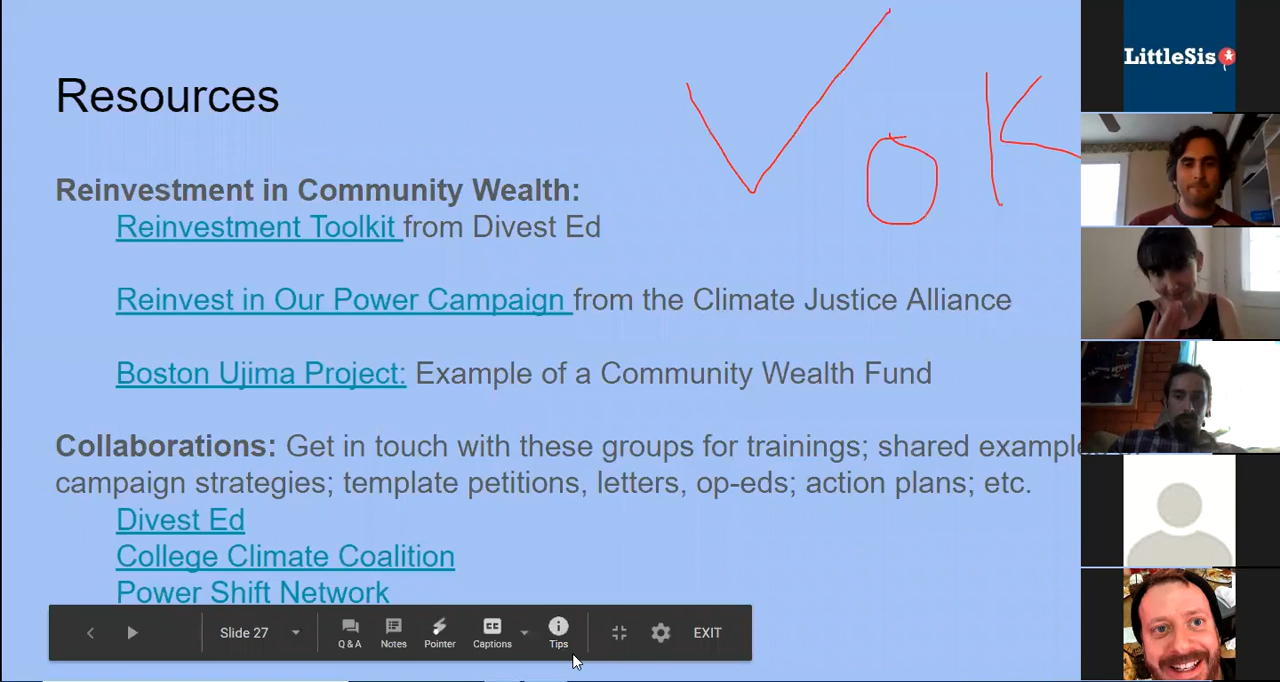 Resources
V O K
Reinvestment in Community Wealth:
Reinvestment Toolkit from Divest Ed
Reinvest in Our Power Campaign from the Climate Justice Alliance
Boston Ujima Project: Example of a Community Wealth Fund
Collaborations: Get in touch with these groups for trainings; shared example
campaign strategies; template petitions, letters, op-eds; action plans; etc.
Divest Ed
College Climate Coalition
Power Shift Network
Slide 27
Q & A
Notes
Pointer
CC
Captions
Tips
EXIT
LittleSis